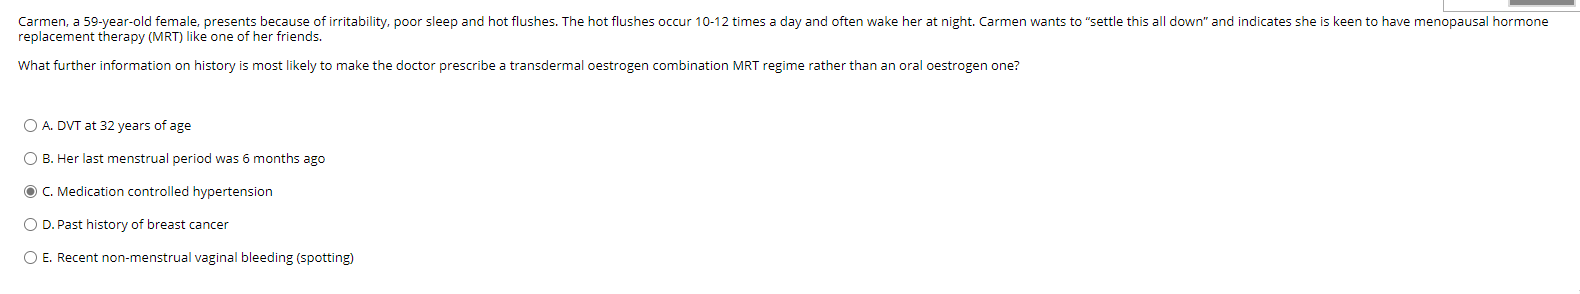 Carmen, a 59-year-old female, presents because of irritability, poor sleep and hot flushes. The hot flushes occur 10-12 times a day and often wake her at night. Carmen wants to "settle this all down" and indicates she is keen to have menopausal hormone
replacement therapy (MRT) like one of her friends.
What further information on history is most likely to make the doctor prescribe a transdermal oestrogen combination MRT regime rather than an oral oestrogen one?
A. DVT at 32 years of age
B. Her last menstrual period was 6 months ago
C. Medication controlled hypertension
D. Past history of breast cancer
E. Recent non-menstrual vaginal bleeding (spotting)